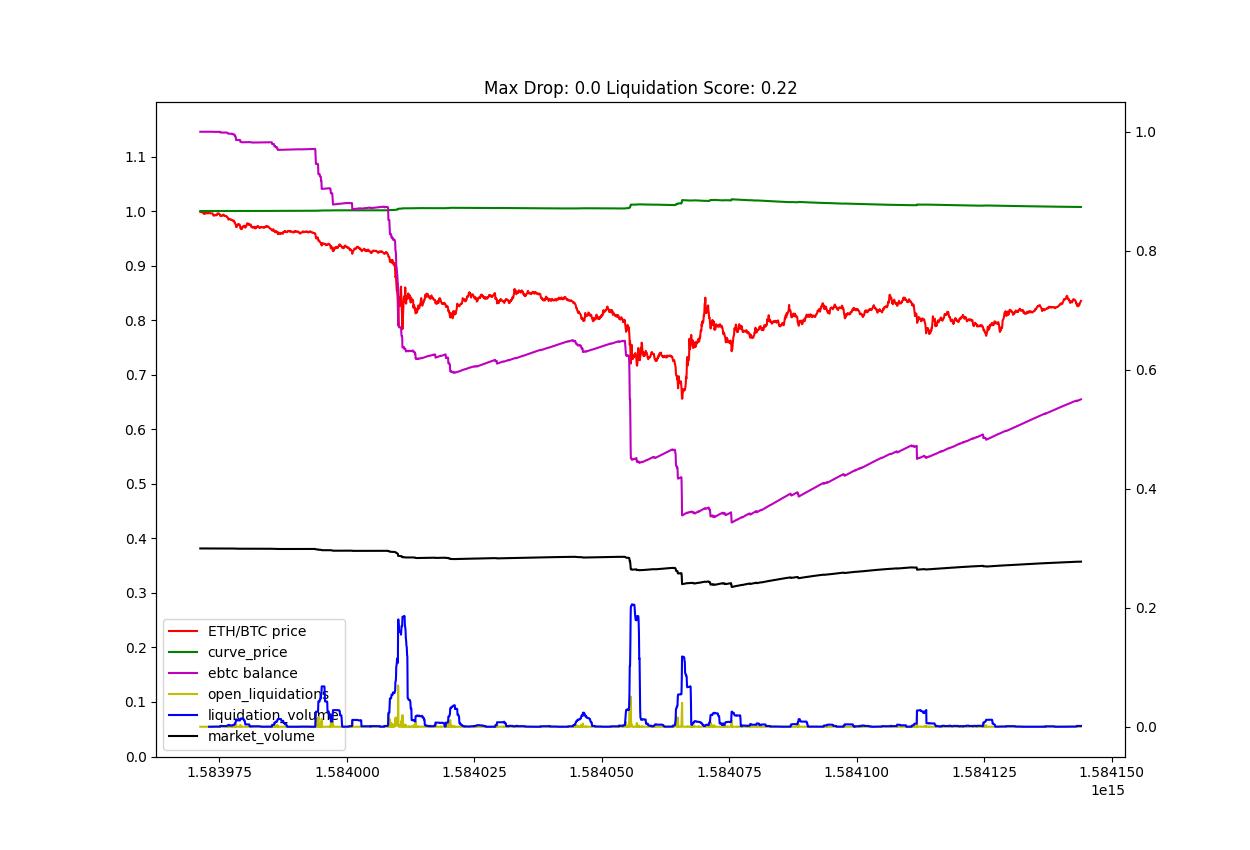 Max Drop: 0.0 Liquidation Score: 0.22
1.1
1.0
0.9
0.8
0.7
0.6
0.5
0.4
0.3
0.2
0.1
0.0
1.0
0.8
0.6
0.4
0.2
0.0
ETH/BTC price
curve_price
ebtc balance
open_liquidations
liquidation_volume
market_volume
1.583975 1.584000 1.584025 1.584050 1.584075 1.584100 1.584125 1.584150
1e15